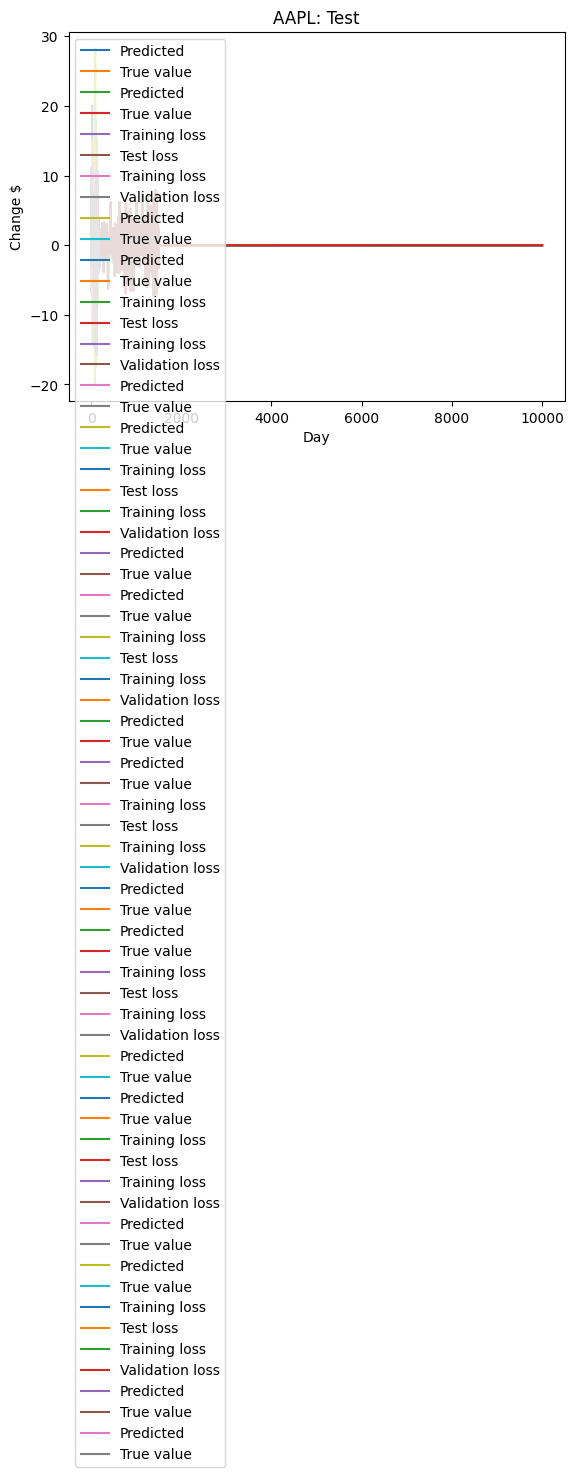 AAPL: Test
30
20
10
0
−10
−20
Change $
0
2000
4000
6000
8000
10000
Day
Predicted
True value
Predicted
True value
Training loss
Test loss
Training loss
Validation loss
Predicted
True value
Predicted
True value
Training loss
Test loss
Training loss
Validation loss
Predicted
True value
Predicted
True value
Training loss
Test loss
Training loss
Validation loss
Predicted
True value
Predicted
True value
Training loss
Test loss
Training loss
Validation loss
Predicted
True value
Predicted
True value
Training loss
Test loss
Training loss
Validation loss
Predicted
True value
Predicted
True value
Training loss
Test loss
Training loss
Validation loss
Predicted
True value
Predicted
True value
Training loss
Test loss
Training loss
Validation loss
Predicted
True value
Predicted
True value
Training loss
Test loss
Training loss
Validation loss
Predicted
True value
Predicted
True value